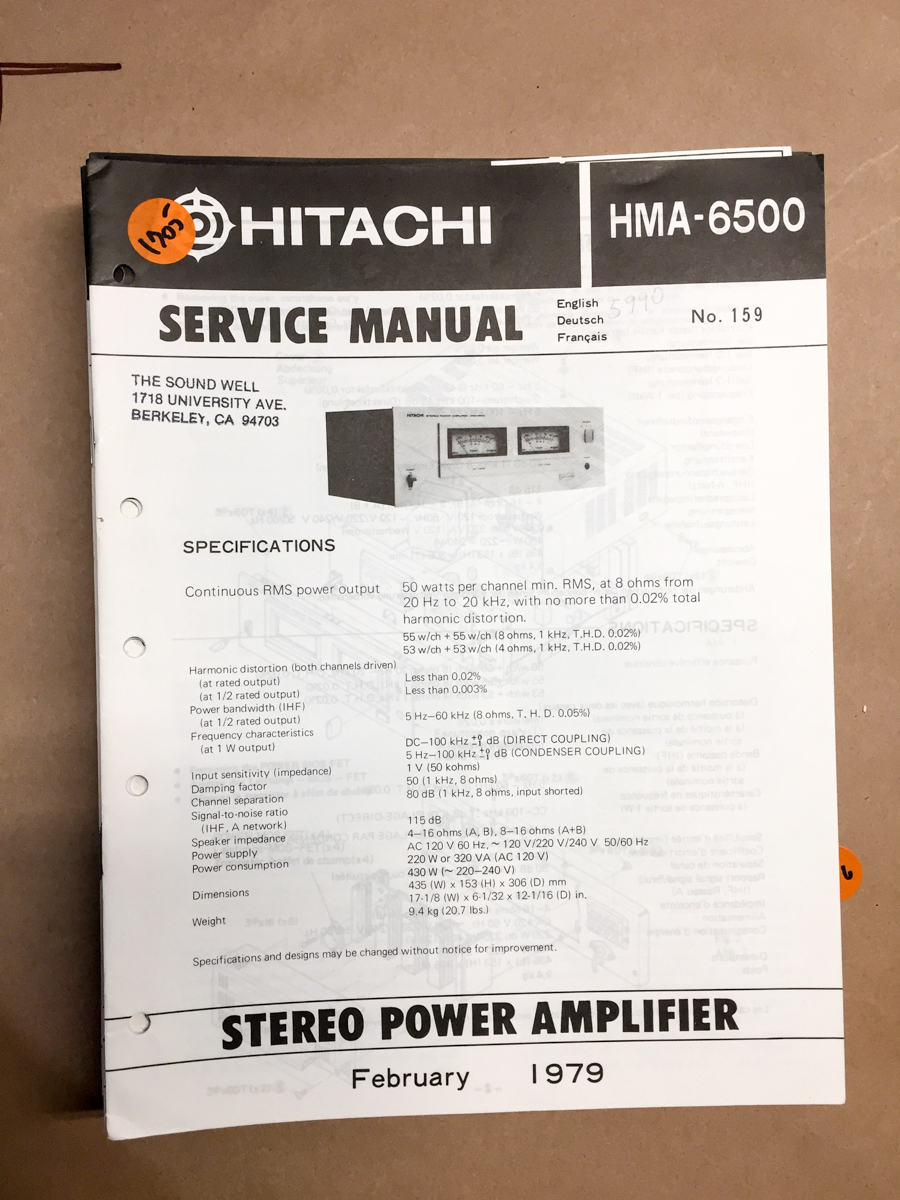 1705-
HITACHI
HMA-6500
SERVICE MANUAL
English
Deutsch
Français
5990
No. 159
THE SOUND WELL
1718 UNIVERSITY AVE.
BERKELEY, CA 94703
HITACHI
SPECIFICATIONS
Continuous RMS power output 50 watts per channel min. RMS, at 8 ohms from
20 Hz to 20 kHz, with no more than 0.02% total
harmonic distortion.
55 w/ch + 55 w/ch (8 ohms, 1 kHz, T.H.D. 0.02%)
53 w/ch + 53 w/ch (4 ohms, 1 kHz, T.H.D. 0.02%)
Harmonic distortion (both channels driven)
(at rated output) Less than 0.02%
(at 1/2 rated output) Less than 0.003%
Power bandwidth (IHF)
(at 1/2 rated output) 5 Hz–60 kHz (8 ohms, T. H. D. 0.05%)
Frequency characteristics
(at 1 W output) DC–100 kHz +0 -1 dB (DIRECT COUPLING)
5 Hz–100 kHz +0 -1 dB (CONDENSER COUPLING)
Input sensitivity (impedance) 1 V (50 kohms)
Damping factor 50 (1 kHz, 8 ohms)
Channel separation 80 dB (1 kHz, 8 ohms, input shorted)
Signal-to-noise ratio
(IHF, A network) 115 dB
Speaker impedance 4–16 ohms (A, B), 8–16 ohms (A+B)
Power supply AC 120 V 60 Hz, ~ 120 V/220 V/240 V 50/60 Hz
Power consumption 220 W or 320 VA (AC 120 V)
430 W (~ 220–240 V)
Dimensions 435 (W) x 153 (H) x 306 (D) mm
17-1/8 (W) x 6-1/32 x 12-1/16 (D) in.
Weight 9.4 kg (20.7 lbs.)
Specifications and designs may be changed without notice for improvement.
STEREO POWER AMPLIFIER
February 1979